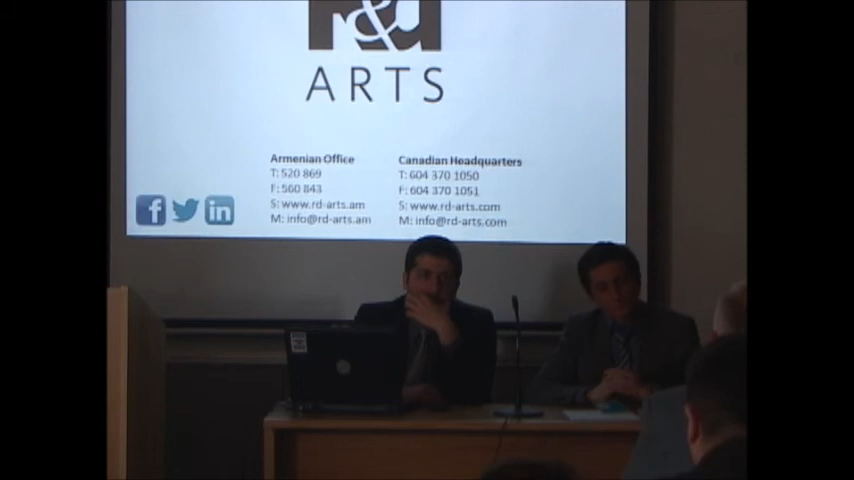 r&d
ARTS
Armenian Office
T: 520 869
F: 560 843
S: www.rd-arts.am
M: info@rd-arts.am
Canadian Headquarters
T: 604 370 1050
F: 604 370 1051
S: www.rd-arts.com
M: info@rd-arts.com
f
in